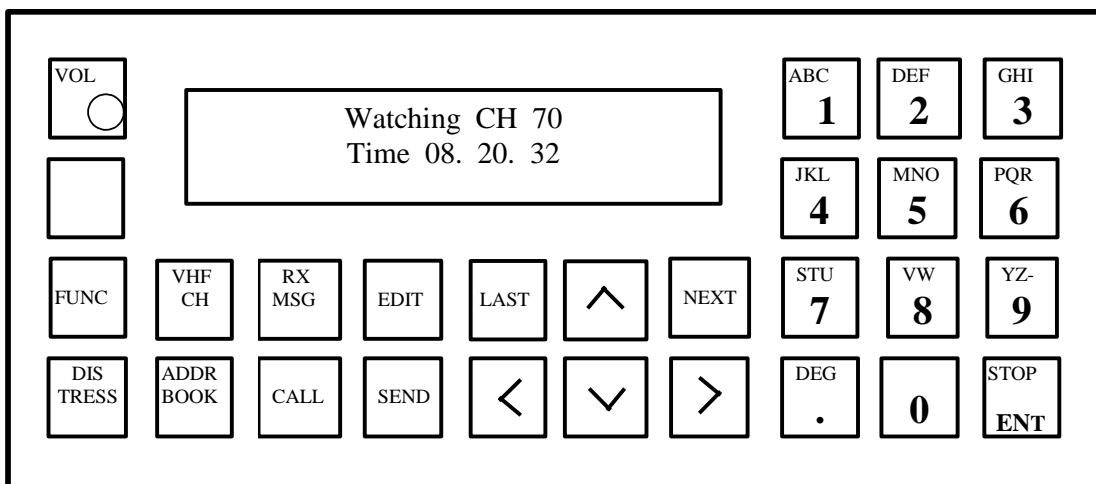 VOL
Watching CH 70
Time 08. 20. 32
ABC
1
DEF
2
GHI
3
JKL
4
MNO
5
PQR
6
FUNC
VHF
CH
RX
MSG
EDIT
LAST
NEXT
STU
7
VW
8
YZ-
9
DIS
TRESS
ADDR
BOOK
CALL
SEND
DEG
.
0
STOP
ENT